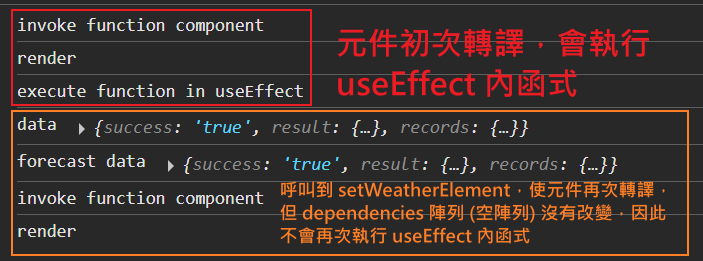 invoke function component
render
execute function in useEffect
元件初次轉譯，會執行
useEffect 內函式
data ▶ {success: 'true', result: {…}, records: {…}}
forecast data ▶ {success: 'true', result: {…}, records: {…}}
invoke function component
render
呼叫到 setWeatherElement，使元件再次轉譯，
但 dependencies 陣列 (空陣列) 沒有改變，因此
不會再次執行 useEffect 內函式